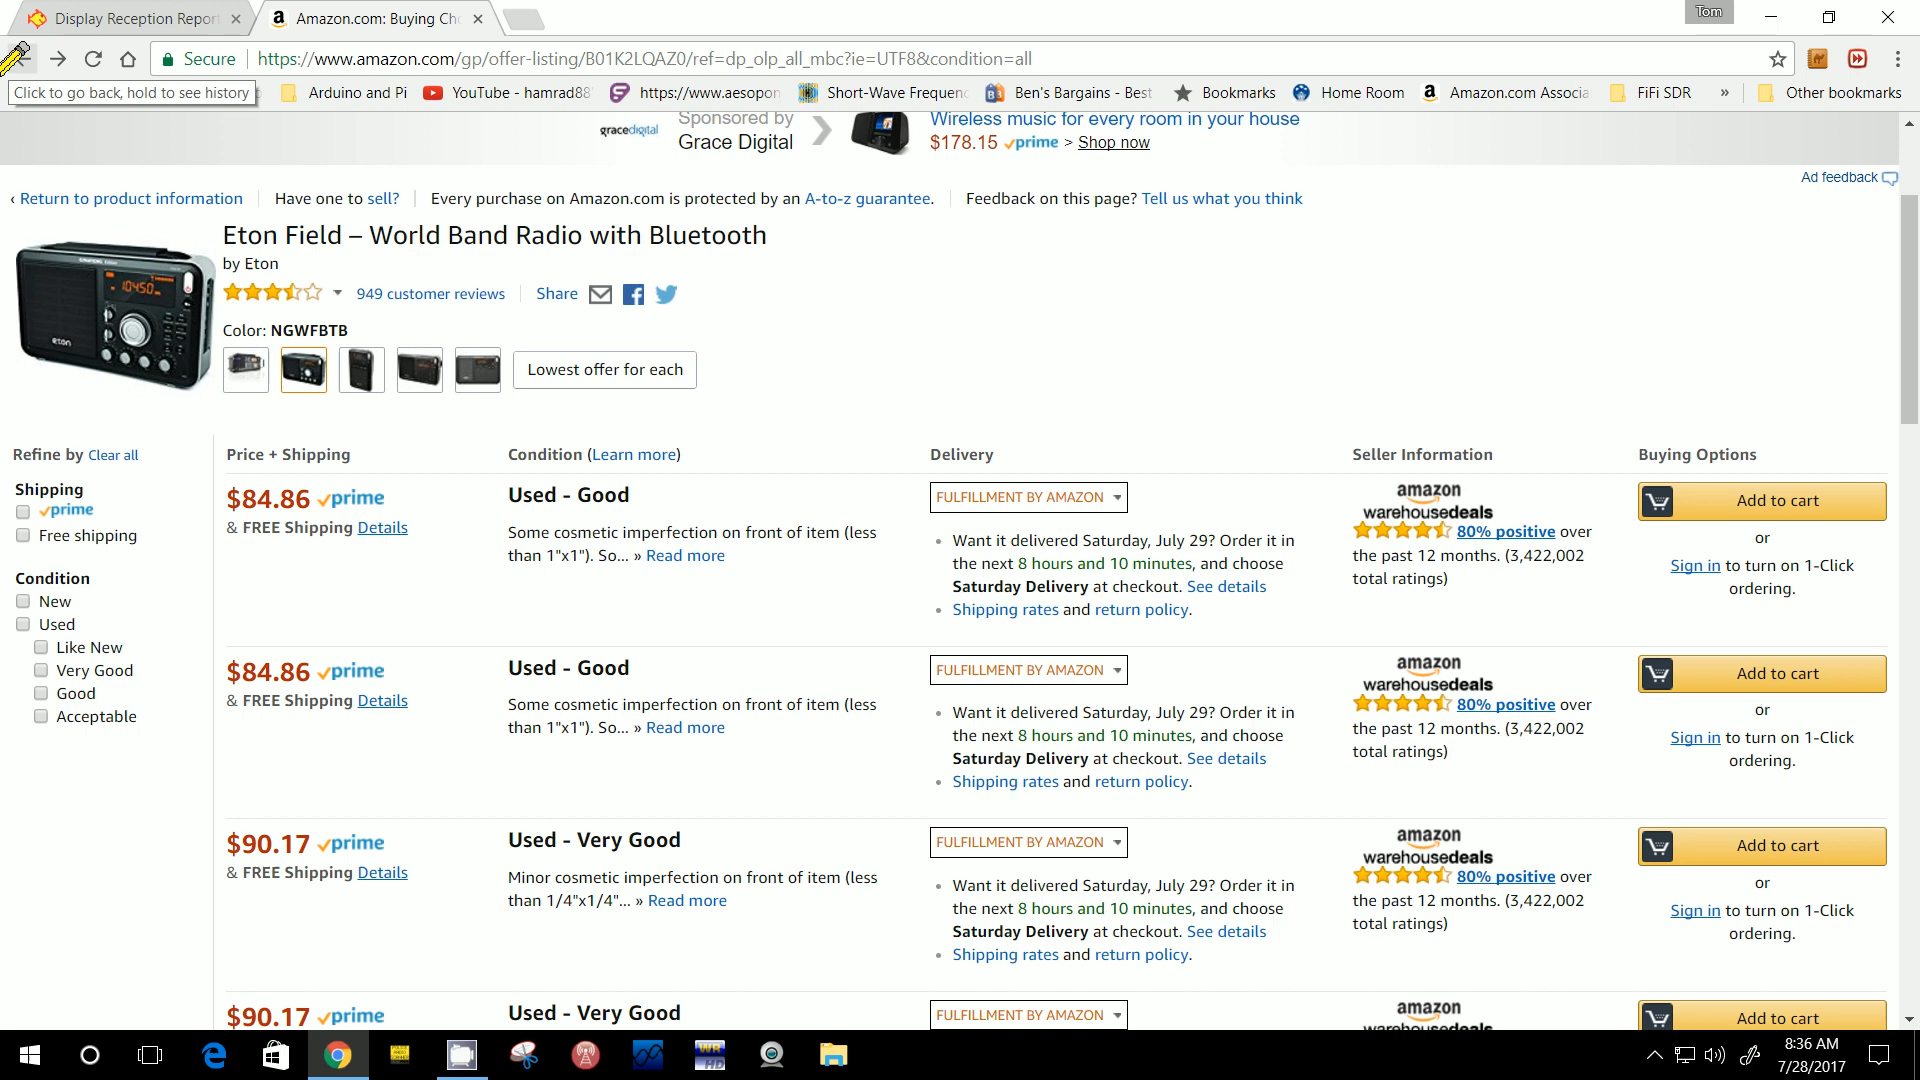 Display Reception Report
Amazon.com: Buying Ch
Tom
Secure
https://www.amazon.com/gp/offer-listing/B01K2LQAZ0/ref=dp_olp_all_mbc?ie=UTF8&condition=all
Click to go back, hold to see history
Arduino and Pi
YouTube - hamrad88
https://www.aesopon
Short-Wave Frequenc
Ben's Bargains - Best
Bookmarks
Home Room
Amazon.com Associa
FiFi SDR
»
Other bookmarks
gracedigital
Sponsored by
Grace Digital
Wireless music for every room in your house
$178.15 prime > Shop now
Ad feedback
‹ Return to product information
Have one to sell?
Every purchase on Amazon.com is protected by an A-to-z guarantee.
Feedback on this page? Tell us what you think
Eton Field – World Band Radio with Bluetooth
by Eton
949 customer reviews
Share
Color: NGWFBTB
Lowest offer for each
10450
eton
Refine by Clear all
Shipping
prime
Free shipping
Condition
New
Used
Like New
Very Good
Good
Acceptable
Price + Shipping
Condition (Learn more)
Delivery
Seller Information
Buying Options
$84.86 prime
& FREE Shipping Details
Used - Good
Some cosmetic imperfection on front of item (less
than 1"x1"). So... » Read more
FULFILLMENT BY AMAZON
Want it delivered Saturday, July 29? Order it in
the next 8 hours and 10 minutes, and choose
Saturday Delivery at checkout. See details
Shipping rates and return policy.
amazon
warehousedeals
80% positive over
the past 12 months. (3,422,002
total ratings)
Add to cart
or
Sign in to turn on 1-Click
ordering.
$84.86 prime
& FREE Shipping Details
Used - Good
Some cosmetic imperfection on front of item (less
than 1"x1"). So... » Read more
FULFILLMENT BY AMAZON
Want it delivered Saturday, July 29? Order it in
the next 8 hours and 10 minutes, and choose
Saturday Delivery at checkout. See details
Shipping rates and return policy.
amazon
warehousedeals
80% positive over
the past 12 months. (3,422,002
total ratings)
Add to cart
or
Sign in to turn on 1-Click
ordering.
$90.17 prime
& FREE Shipping Details
Used - Very Good
Minor cosmetic imperfection on front of item (less
than 1/4"x1/4"... » Read more
FULFILLMENT BY AMAZON
Want it delivered Saturday, July 29? Order it in
the next 8 hours and 10 minutes, and choose
Saturday Delivery at checkout. See details
Shipping rates and return policy.
amazon
warehousedeals
80% positive over
the past 12 months. (3,422,002
total ratings)
Add to cart
or
Sign in to turn on 1-Click
ordering.
$90.17 prime
Used - Very Good
FULFILLMENT BY AMAZON
amazon
warehousedeals
Add to cart
WR
HD
8:36 AM
7/28/2017